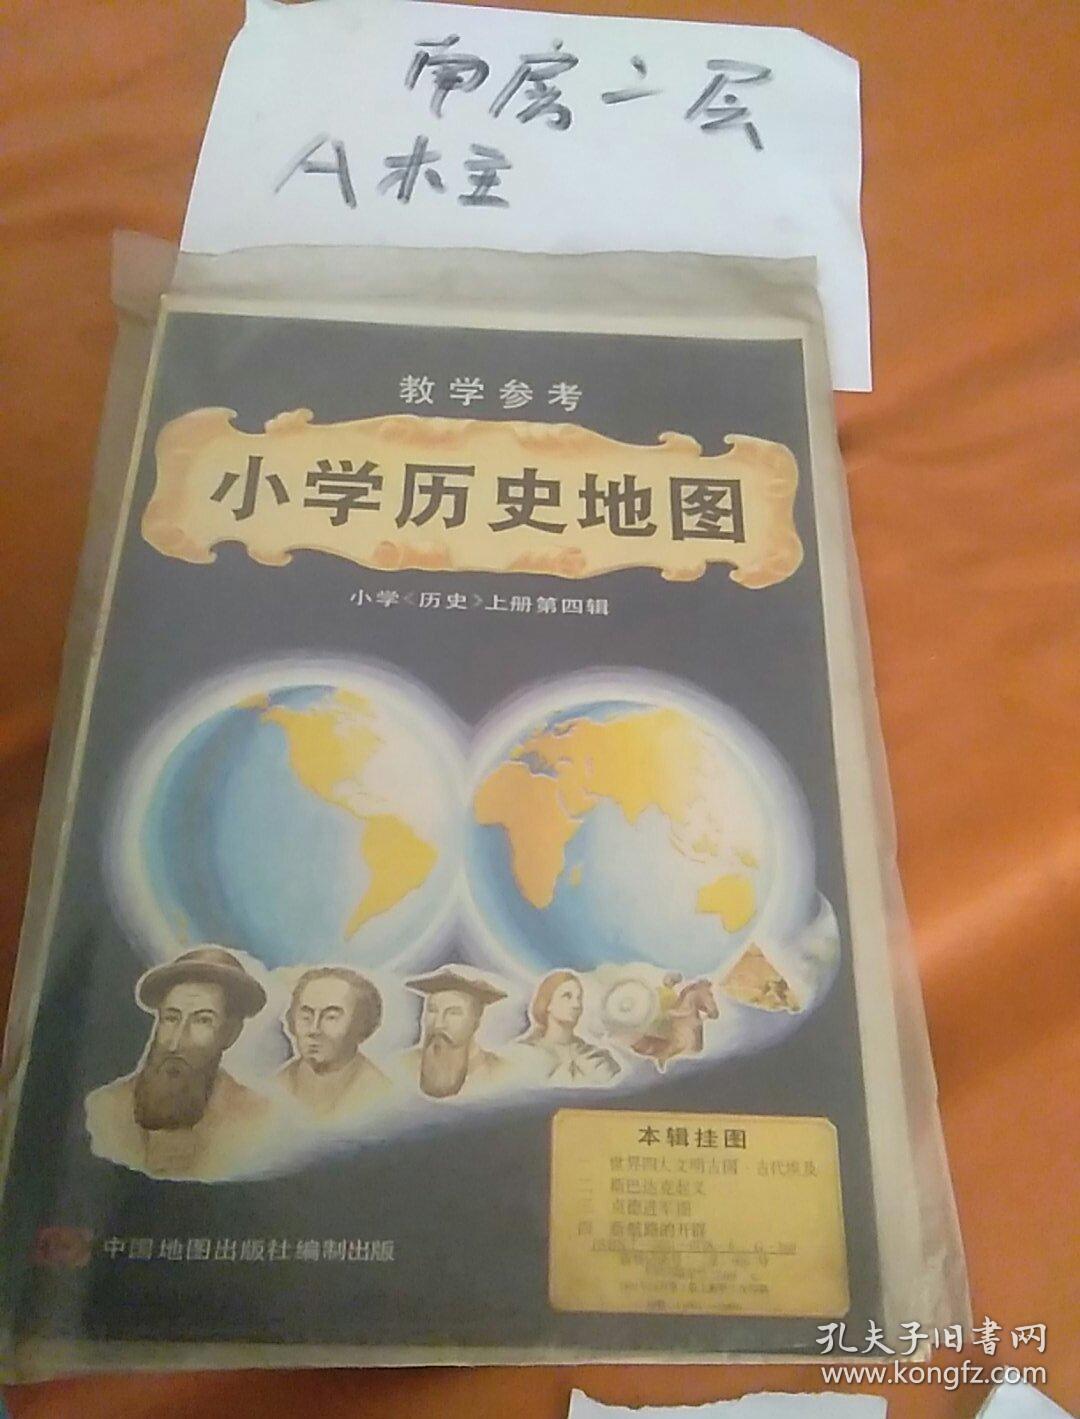 南房二层
A柱
教学参考
小学历史地图
小学《历史》上册第四辑
本辑挂图
一 世界四大文明古国·古代埃及
二 斯巴达克起义
三 贞德进军图
四 新航路的开辟
中国地图出版社编制出版
孔夫子旧书网
www.kongfz.com